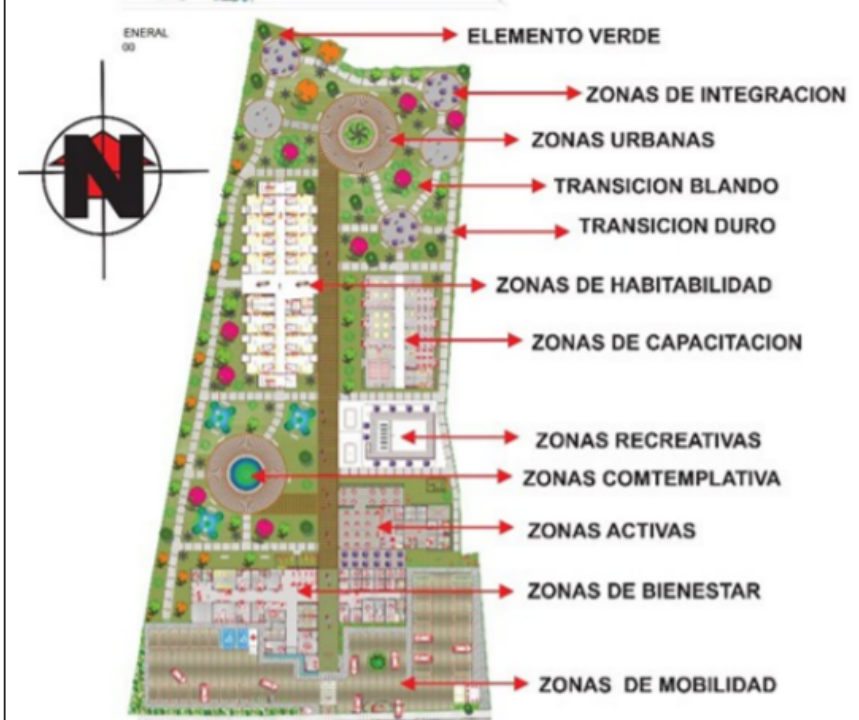 ENERAL
00
N
ELEMENTO VERDE
ZONAS DE INTEGRACION
ZONAS URBANAS
TRANSICION BLANDO
TRANSICION DURO
ZONAS DE HABITABILIDAD
ZONAS DE CAPACITACION
ZONAS RECREATIVAS
ZONAS COMTEMPLATIVA
ZONAS ACTIVAS
ZONAS DE BIENESTAR
ZONAS DE MOBILIDAD